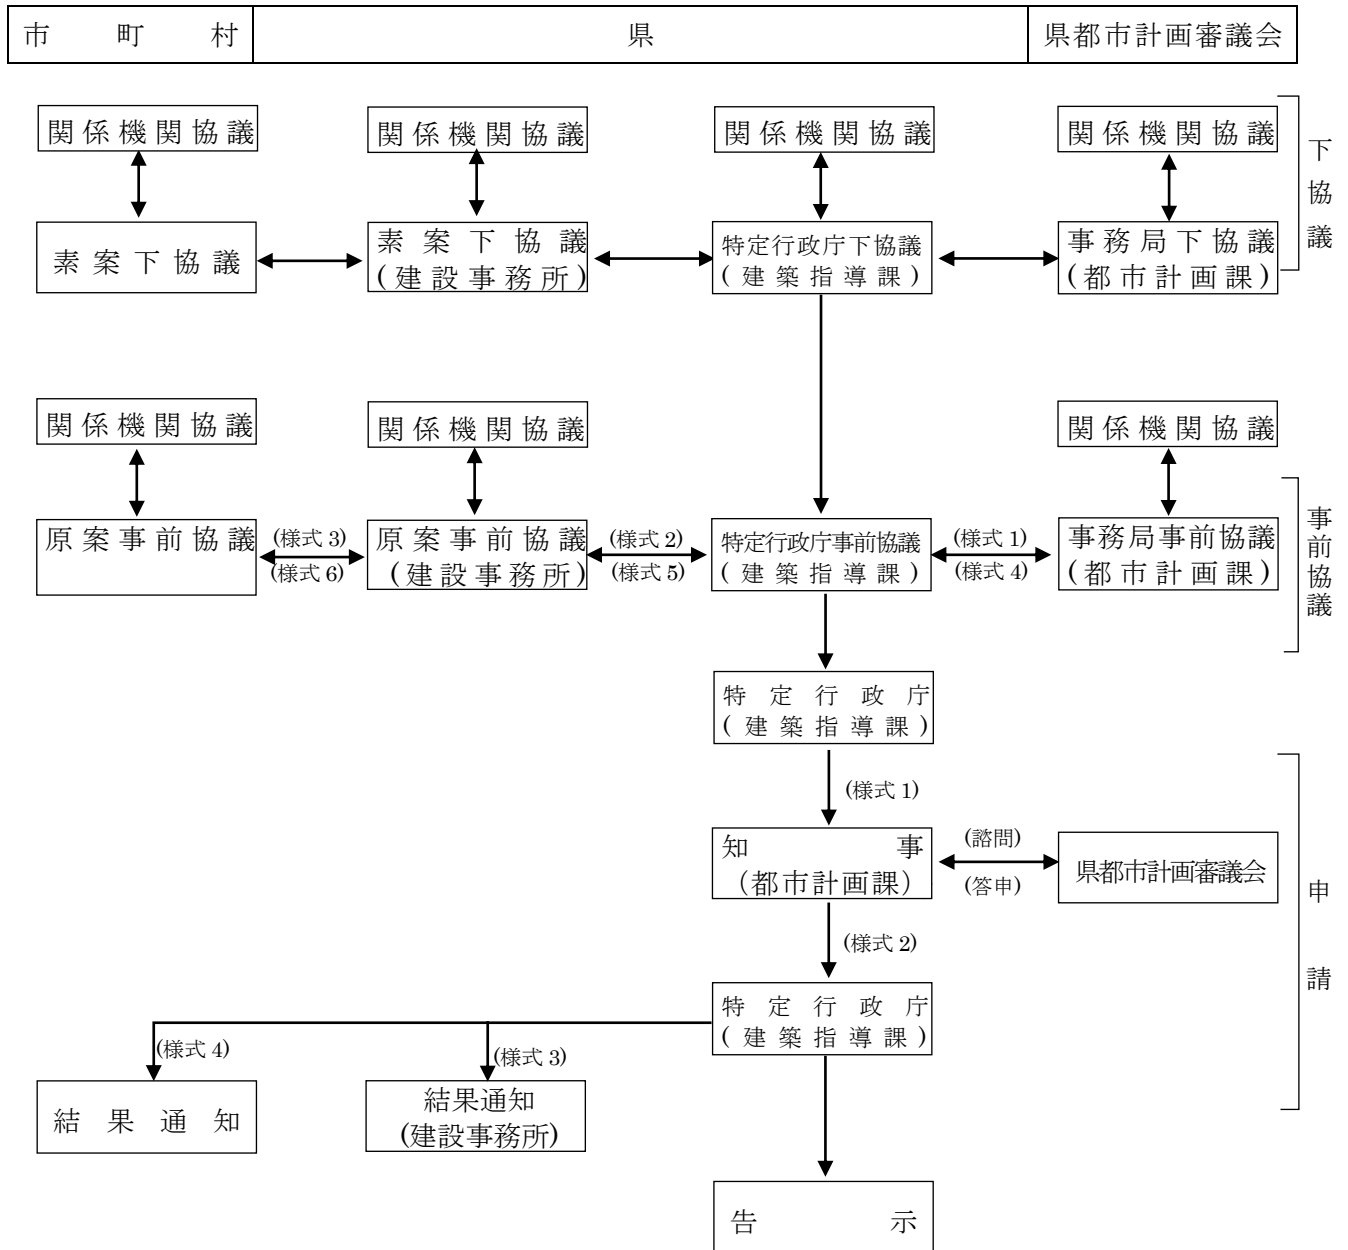 市町村
県
県都市計画審議会
関係機関協議
関係機関協議
関係機関協議
関係機関協議
下協議
素案下協議
素案下協議
(建設事務所)
特定行政庁下協議
(建築指導課)
事務局下協議
(都市計画課)
関係機関協議
関係機関協議
関係機関協議
事前協議
原案事前協議
(様式3)
(様式6)
原案事前協議
(建設事務所)
(様式2)
(様式5)
特定行政庁事前協議
(建築指導課)
(様式1)
(様式4)
事務局事前協議
(都市計画課)
特定行政庁
(建築指導課)
(様式1)
申請
知事
(都市計画課)
(諮問)
(答申)
県都市計画審議会
(様式2)
特定行政庁
(建築指導課)
(様式4)
(様式3)
結果通知
結果通知
(建設事務所)
告示